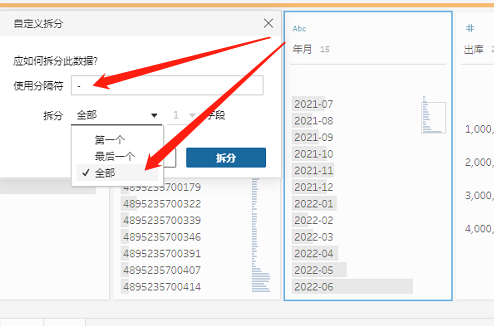 自定义拆分
应如何拆分此数据?
使用分隔符 -
拆分 全部 1 字段
第一个
最后一个
全部
拆分
4895235700179
4895235700322
4895235700339
4895235700346
4895235700391
4895235700407
4895235700414
Abc
年月 15
2021-07
2021-08
2021-09
2021-10
2021-11
2021-12
2022-01
2022-02
2022-03
2022-04
2022-05
2022-06
#
出库
1,000,
2,000,
3,000,
4,000,